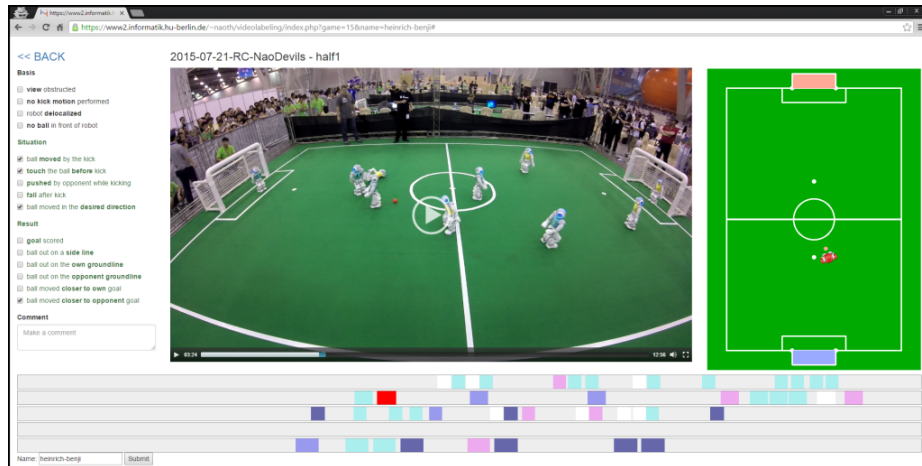 https://www2.informatik.hu-berlin.de/~naoth/videolabeling/index.php?game=15&name=heinrich-benji#
<< BACK
2015-07-21-RC-NaoDevils - half1
Basis
view obstructed
no kick motion performed
robot delocalized
no ball in front of robot
Situation
ball moved by the kick
touch the ball before kick
pushed by opponent while kicking
fall after kick
ball moved in the desired direction
Result
goal scored
ball out on a side line
ball out on the own groundline
ball out on the opponent groundline
ball moved closer to own goal
ball moved closer to opponent goal
Comment
Make a comment
03:24
12:56
Name: heinrich-benji Submit